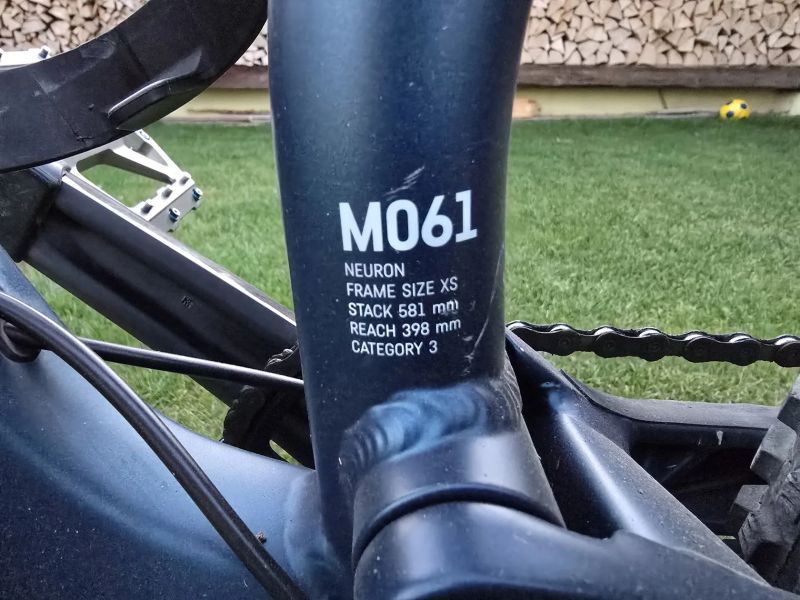 M061
NEURON
FRAME SIZE XS
STACK 581 mm
REACH 398 mm
CATEGORY 3